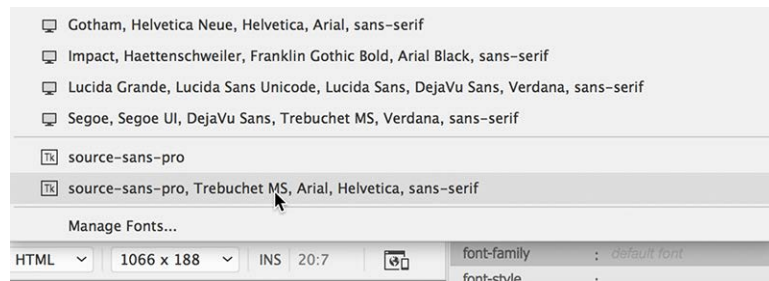 Gotham, Helvetica Neue, Helvetica, Arial, sans-serif
Impact, Haettenschweiler, Franklin Gothic Bold, Arial Black, sans-serif
Lucida Grande, Lucida Sans Unicode, Lucida Sans, DejaVu Sans, Verdana, sans-serif
Segoe, Segoe UI, DejaVu Sans, Trebuchet MS, Verdana, sans-serif
Tk source-sans-pro
Tk source-sans-pro, Trebuchet MS, Arial, Helvetica, sans-serif
Manage Fonts...
HTML 1066 x 188 INS 20:7 font-family : default font
font-style :